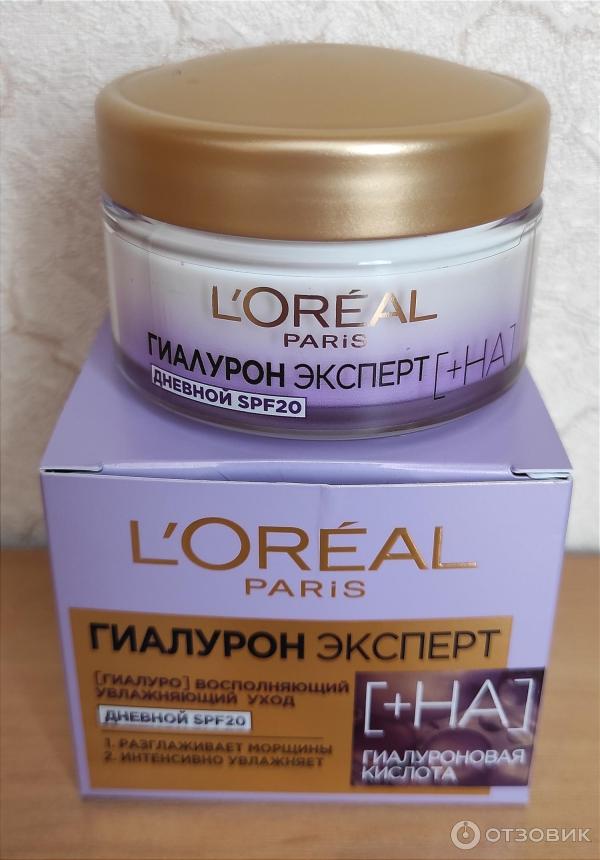 L'ORÉAL
PARiS
ГИАЛУРОН ЭКСПЕРТ [+HA]
ДНЕВНОЙ SPF20
L'ORÉAL
PARiS
ГИАЛУРОН ЭКСПЕРТ
[ГИАЛУРО] ВОСПОЛНЯЮЩИЙ
УВЛАЖНЯЮЩИЙ УХОД
ДНЕВНОЙ SPF20
1. РАЗГЛАЖИВАЕТ МОРЩИНЫ
2. ИНТЕНСИВНО УВЛАЖНЯЕТ
[+HA]
ГИАЛУРОНОВАЯ
КИСЛОТА
ОТЗОВИК